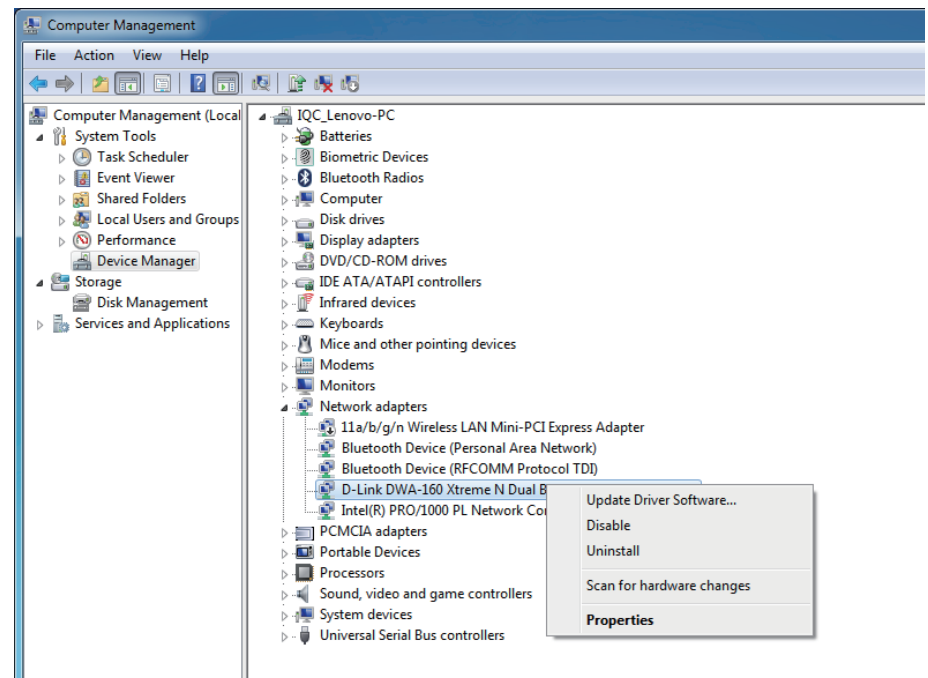 Computer Management
File Action View Help
Computer Management (Local
System Tools
Task Scheduler
Event Viewer
Shared Folders
Local Users and Groups
Performance
Device Manager
Storage
Disk Management
Services and Applications
IQC_Lenovo-PC
Batteries
Biometric Devices
Bluetooth Radios
Computer
Disk drives
Display adapters
DVD/CD-ROM drives
IDE ATA/ATAPI controllers
Infrared devices
Keyboards
Mice and other pointing devices
Modems
Monitors
Network adapters
11a/b/g/n Wireless LAN Mini-PCI Express Adapter
Bluetooth Device (Personal Area Network)
Bluetooth Device (RFCOMM Protocol TDI)
D-Link DWA-160 Xtreme N Dual B
Intel(R) PRO/1000 PL Network Co
PCMCIA adapters
Portable Devices
Processors
Sound, video and game controllers
System devices
Universal Serial Bus controllers
Update Driver Software...
Disable
Uninstall
Scan for hardware changes
Properties